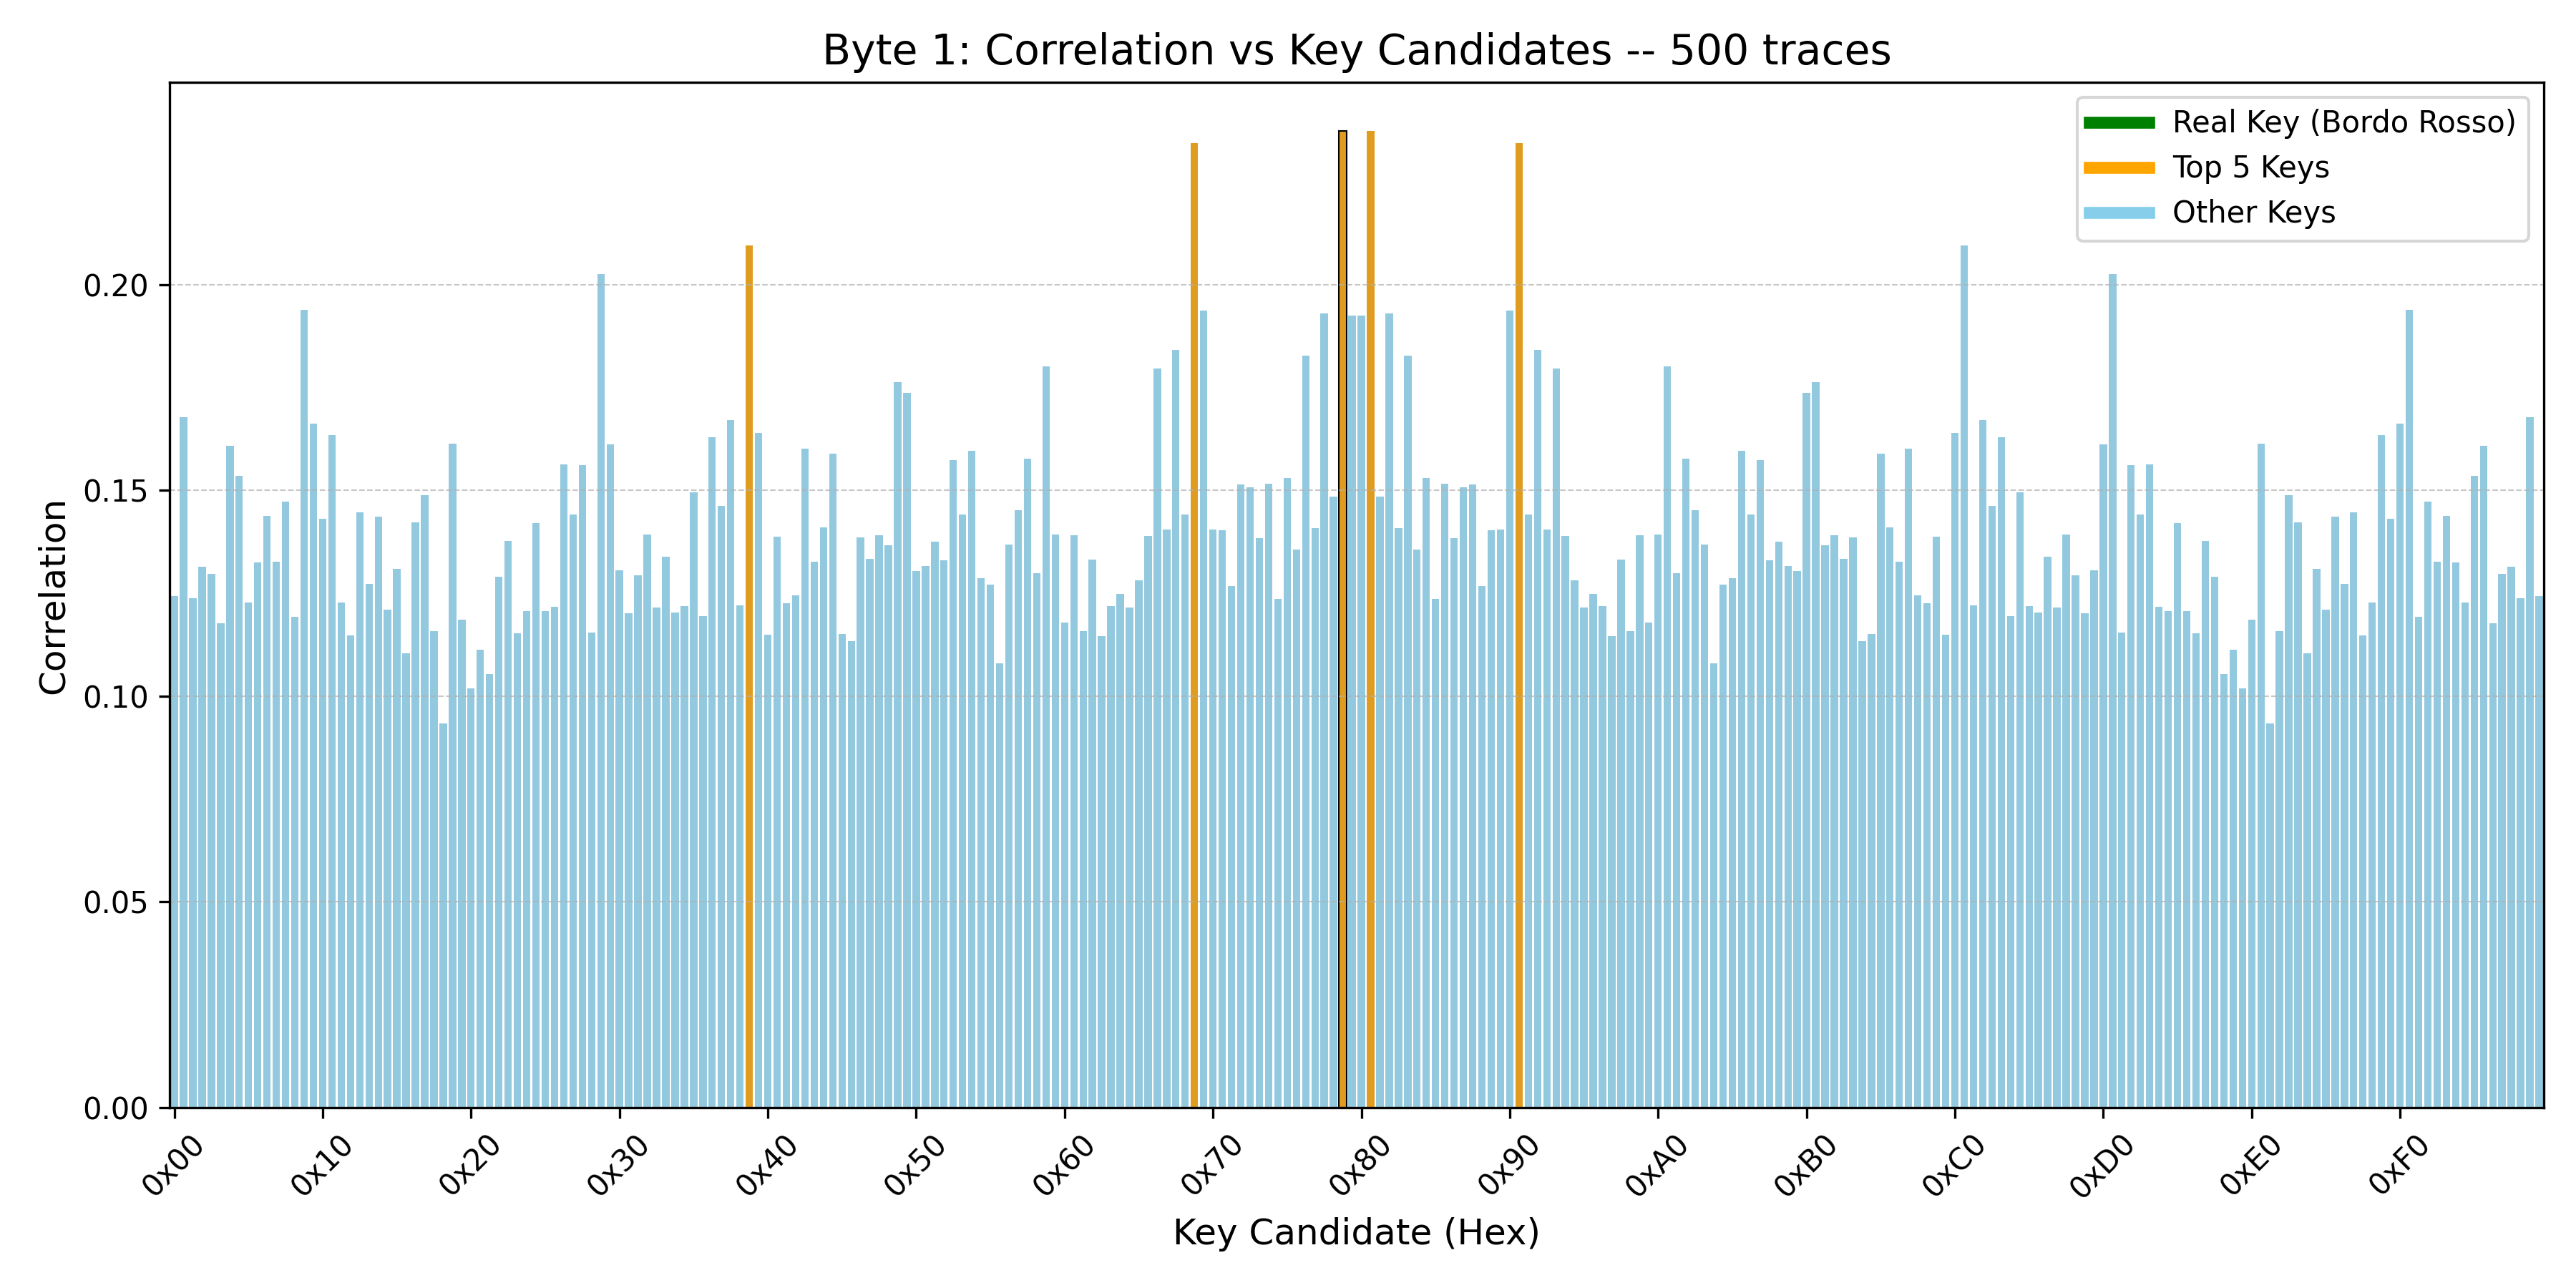 Byte 1: Correlation vs Key Candidates -- 500 traces
Real Key (Bordo Rosso)
Top 5 Keys
Other Keys
Correlation
0.20
0.15
0.10
0.05
0.00
0x00 0x10 0x20 0x30 0x40 0x50 0x60 0x70 0x80 0x90 0xA0 0xB0 0xC0 0xD0 0xE0 0xF0
Key Candidate (Hex)